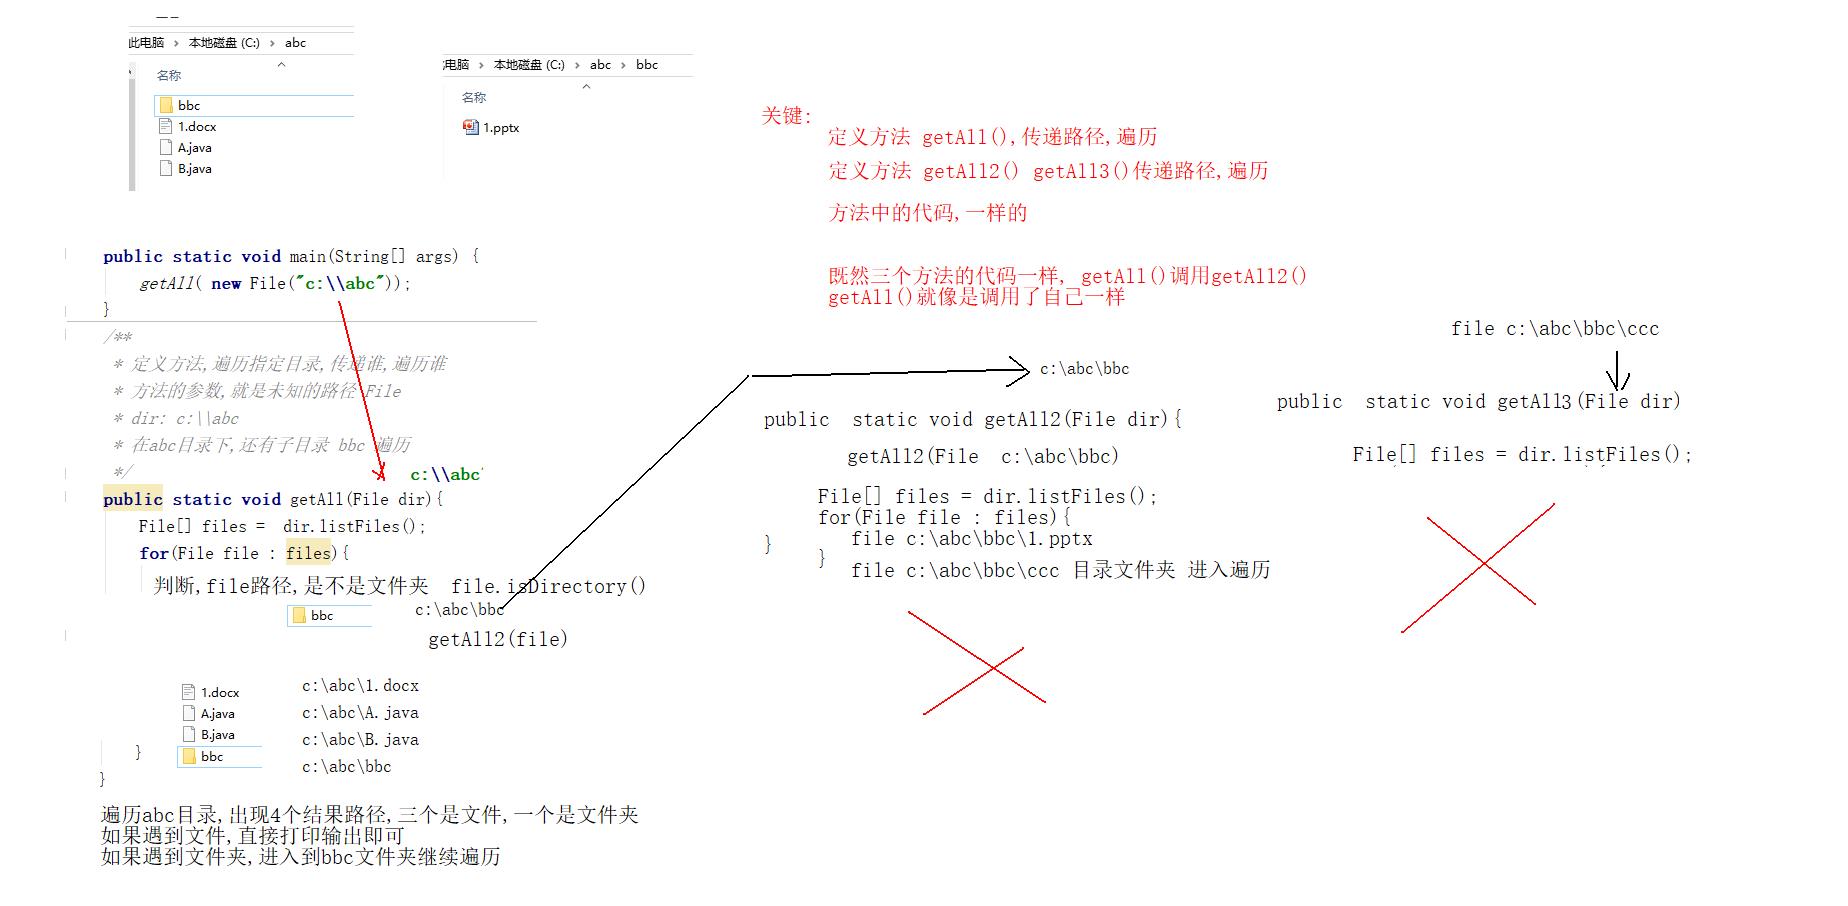 此电脑 › 本地磁盘 (C:) › abc
名称
bbc
1.docx
A.java
B.java
电脑 › 本地磁盘 (C:) › abc › bbc
名称
1.pptx
关键:
定义方法 getAll(),传递路径,遍历
定义方法 getAll2() getAll3()传递路径,遍历
方法中的代码,一样的
既然三个方法的代码一样, getAll()调用getAll2()
getAll()就像是调用了自己一样
public static void main(String[] args) {
getAll( new File("c:\\abc"));
}
/**
* 定义方法,遍历指定目录,传递谁,遍历谁
* 方法的参数,就是未知的路径 File
* dir: c:\\abc
* 在abc目录下,还有子目录 bbc 遍历
*/
c:\\abc
public static void getAll(File dir){
File[] files = dir.listFiles();
for(File file : files){
判断,file路径,是不是文件夹 file.isDirectory()
bbc
c:\abc\bbc
getAll2(file)
1.docx
A.java
B.java
bbc
c:\abc\1.docx
c:\abc\A.java
c:\abc\B.java
c:\abc\bbc
}
}
遍历abc目录,出现4个结果路径,三个是文件,一个是文件夹
如果遇到文件,直接打印输出即可
如果遇到文件夹,进入到bbc文件夹继续遍历
c:\abc\bbc
public static void getAll2(File dir){
getAll2(File c:\abc\bbc)
File[] files = dir.listFiles();
for(File file : files){
file c:\abc\bbc\1.pptx
}
}
file c:\abc\bbc\ccc 目录文件夹 进入遍历
file c:\abc\bbc\ccc
public static void getAll3(File dir)
File[] files = dir.listFiles();